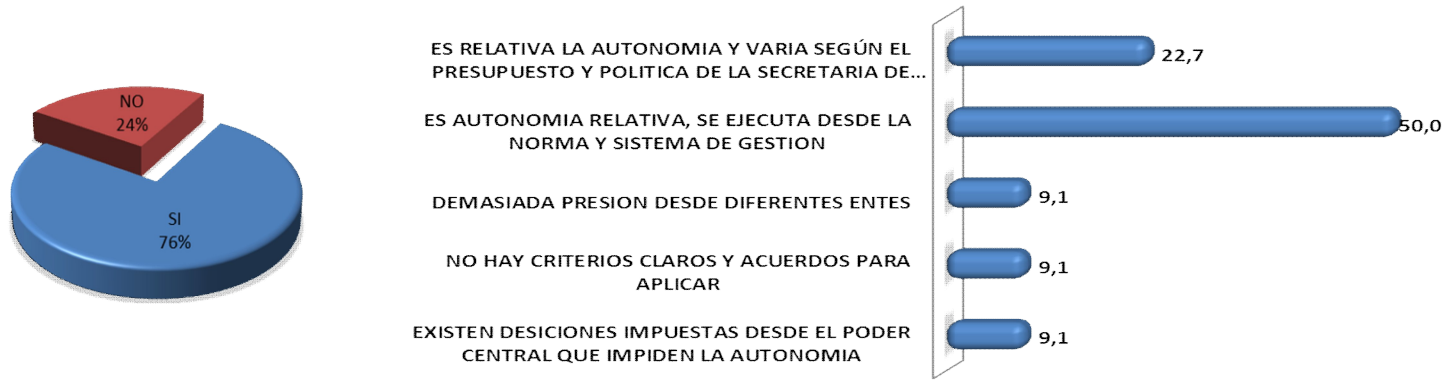 NO
24%
SI
76%
ES RELATIVA LA AUTONOMIA Y VARIA SEGÚN EL
PRESUPUESTO Y POLITICA DE LA SECRETARIA DE...
22,7
ES AUTONOMIA RELATIVA, SE EJECUTA DESDE LA
NORMA Y SISTEMA DE GESTION
50,0
DEMASIADA PRESION DESDE DIFERENTES ENTES
9,1
NO HAY CRITERIOS CLAROS Y ACUERDOS PARA
APLICAR
9,1
EXISTEN DESICIONES IMPUESTAS DESDE EL PODER
CENTRAL QUE IMPIDEN LA AUTONOMIA
9,1